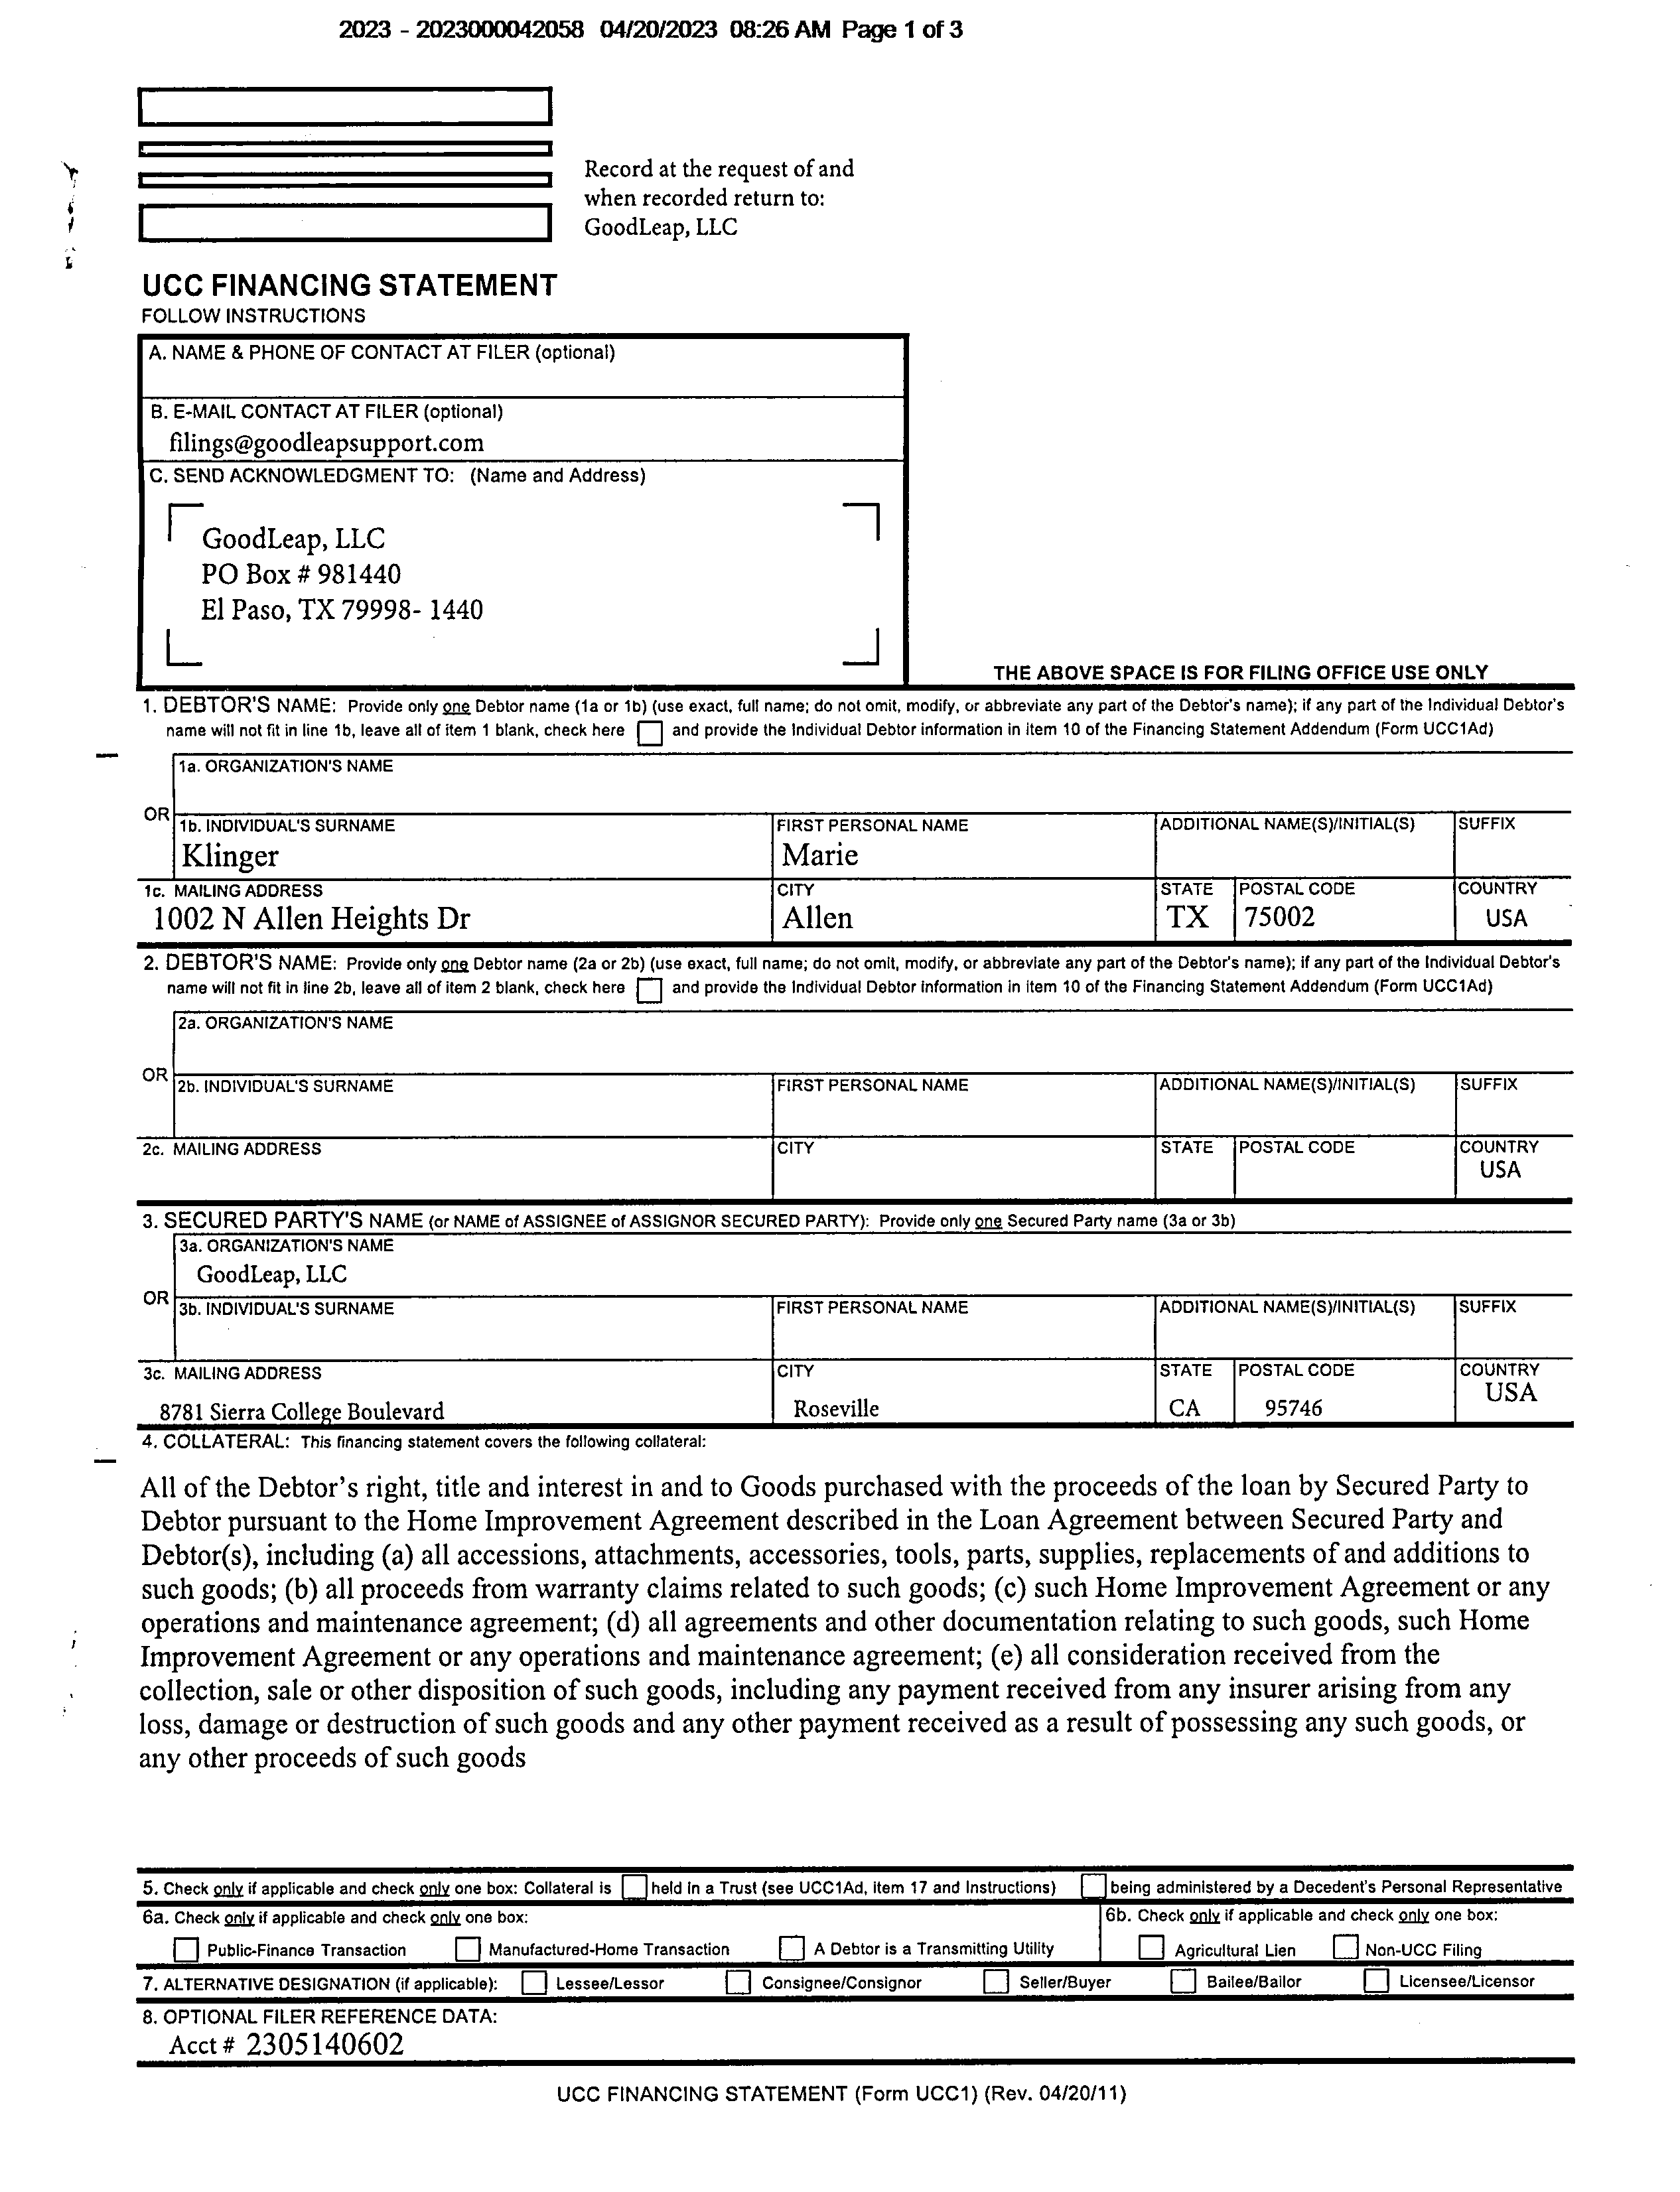 2023 - 2023000042058 04/20/2023 08:26 AM Page 1 of 3
Record at the request of and
when recorded return to:
GoodLeap, LLC
UCC FINANCING STATEMENT
FOLLOW INSTRUCTIONS
A. NAME & PHONE OF CONTACT AT FILER (optional)
B. E-MAIL CONTACT AT FILER (optional)
filings@goodleapsupport.com
C. SEND ACKNOWLEDGMENT TO: (Name and Address)
GoodLeap, LLC
PO Box # 981440
El Paso, TX 79998- 1440
THE ABOVE SPACE IS FOR FILING OFFICE USE ONLY
1. DEBTOR'S NAME: Provide only one Debtor name (1a or 1b) (use exact, full name; do not omit, modify, or abbreviate any part of the Debtor's name); if any part of the Individual Debtor's
name will not fit in line 1b, leave all of item 1 blank, check here and provide the Individual Debtor information in item 10 of the Financing Statement Addendum (Form UCC1Ad)
1a. ORGANIZATION'S NAME
OR
1b. INDIVIDUAL'S SURNAME FIRST PERSONAL NAME ADDITIONAL NAME(S)/INITIAL(S) SUFFIX
Klinger Marie
1c. MAILING ADDRESS CITY STATE POSTAL CODE COUNTRY
1002 N Allen Heights Dr Allen TX 75002 USA
2. DEBTOR'S NAME: Provide only one Debtor name (2a or 2b) (use exact, full name; do not omit, modify, or abbreviate any part of the Debtor's name); if any part of the Individual Debtor's
name will not fit in line 2b, leave all of item 2 blank, check here and provide the Individual Debtor information in item 10 of the Financing Statement Addendum (Form UCC1Ad)
2a. ORGANIZATION'S NAME
OR
2b. INDIVIDUAL'S SURNAME FIRST PERSONAL NAME ADDITIONAL NAME(S)/INITIAL(S) SUFFIX
2c. MAILING ADDRESS CITY STATE POSTAL CODE COUNTRY
USA
3. SECURED PARTY'S NAME (or NAME of ASSIGNEE of ASSIGNOR SECURED PARTY): Provide only one Secured Party name (3a or 3b)
3a. ORGANIZATION'S NAME
GoodLeap, LLC
OR
3b. INDIVIDUAL'S SURNAME FIRST PERSONAL NAME ADDITIONAL NAME(S)/INITIAL(S) SUFFIX
3c. MAILING ADDRESS CITY STATE POSTAL CODE COUNTRY
8781 Sierra College Boulevard Roseville CA 95746 USA
4. COLLATERAL: This financing statement covers the following collateral:
All of the Debtor's right, title and interest in and to Goods purchased with the proceeds of the loan by Secured Party to
Debtor pursuant to the Home Improvement Agreement described in the Loan Agreement between Secured Party and
Debtor(s), including (a) all accessions, attachments, accessories, tools, parts, supplies, replacements of and additions to
such goods; (b) all proceeds from warranty claims related to such goods; (c) such Home Improvement Agreement or any
operations and maintenance agreement; (d) all agreements and other documentation relating to such goods, such Home
Improvement Agreement or any operations and maintenance agreement; (e) all consideration received from the
collection, sale or other disposition of such goods, including any payment received from any insurer arising from any
loss, damage or destruction of such goods and any other payment received as a result of possessing any such goods, or
any other proceeds of such goods
5. Check only if applicable and check only one box: Collateral is held in a Trust (see UCC1Ad, item 17 and Instructions) being administered by a Decedent's Personal Representative
6a. Check only if applicable and check only one box: 6b. Check only if applicable and check only one box:
Public-Finance Transaction Manufactured-Home Transaction A Debtor is a Transmitting Utility Agricultural Lien Non-UCC Filing
7. ALTERNATIVE DESIGNATION (if applicable): Lessee/Lessor Consignee/Consignor Seller/Buyer Bailee/Bailor Licensee/Licensor
8. OPTIONAL FILER REFERENCE DATA:
Acct # 2305140602
UCC FINANCING STATEMENT (Form UCC1) (Rev. 04/20/11)